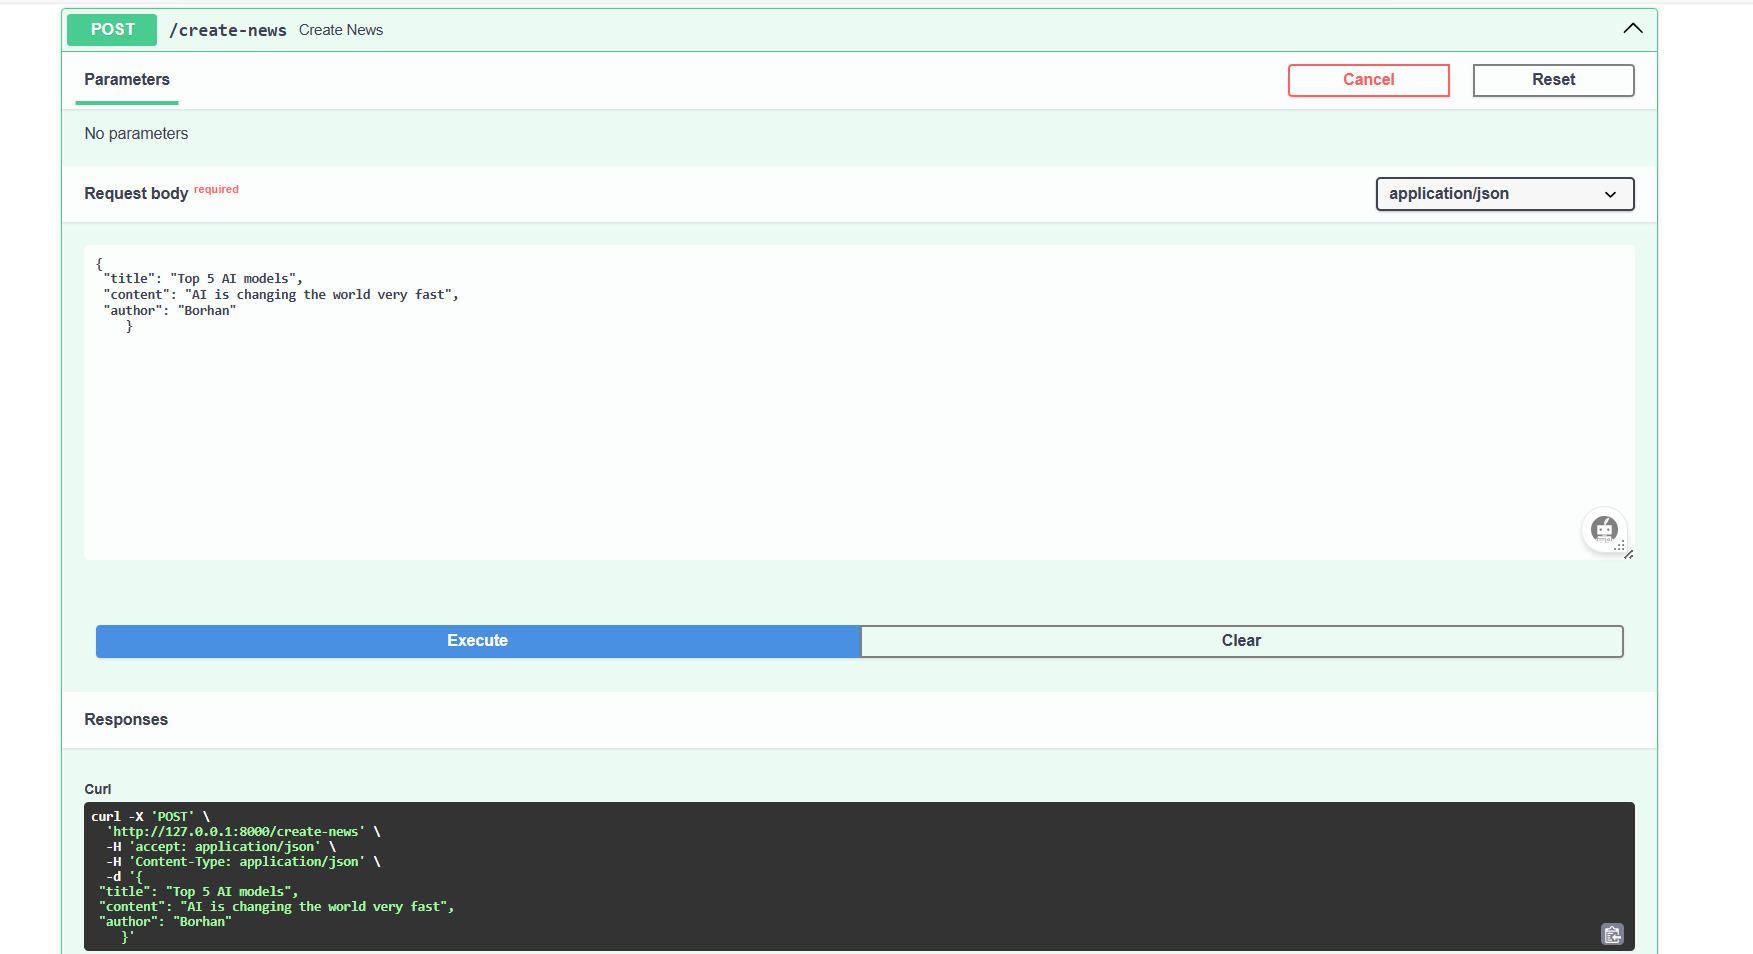 POST /create-news Create News
Parameters
Cancel
Reset
No parameters
Request body required
application/json
{
 "title": "Top 5 AI models",
 "content": "AI is changing the world very fast",
 "author": "Borhan"
    }
Execute
Clear
Responses
Curl
curl -X 'POST' \
  'http://127.0.0.1:8000/create-news' \
  -H 'accept: application/json' \
  -H 'Content-Type: application/json' \
  -d '{
 "title": "Top 5 AI models",
 "content": "AI is changing the world very fast",
 "author": "Borhan"
    }'